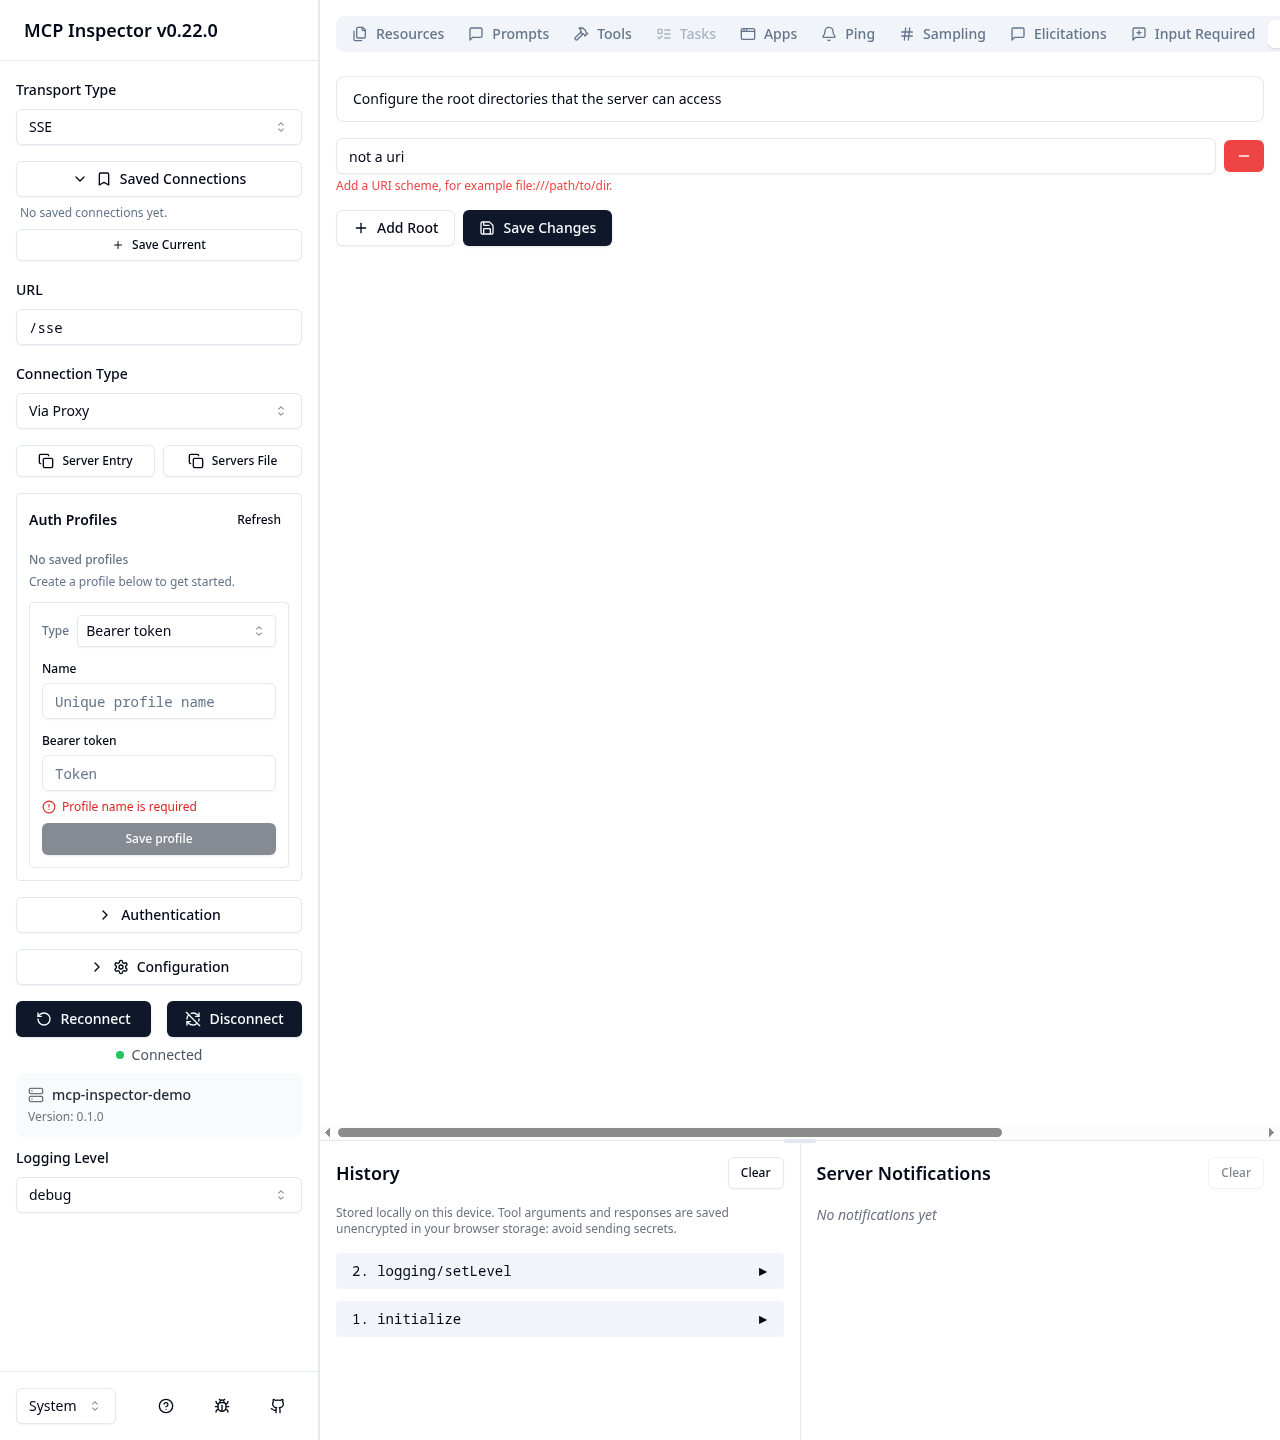 MCP Inspector v0.22.0
Transport Type
SSE
Saved Connections
No saved connections yet.
Save Current
URL
/sse
Connection Type
Via Proxy
Server Entry
Servers File
Auth Profiles
Refresh
No saved profiles
Create a profile below to get started.
Type
Bearer token
Name
Unique profile name
Bearer token
Token
Profile name is required
Save profile
Authentication
Configuration
Reconnect
Disconnect
Connected
mcp-inspector-demo
Version: 0.1.0
Logging Level
debug
System
Resources
Prompts
Tools
Tasks
Apps
Ping
Sampling
Elicitations
Input Required
Configure the root directories that the server can access
not a uri
Add a URI scheme, for example file:///path/to/dir.
Add Root
Save Changes
History
Clear
Stored locally on this device. Tool arguments and responses are saved
unencrypted in your browser storage: avoid sending secrets.
2. logging/setLevel
1. initialize
Server Notifications
Clear
No notifications yet